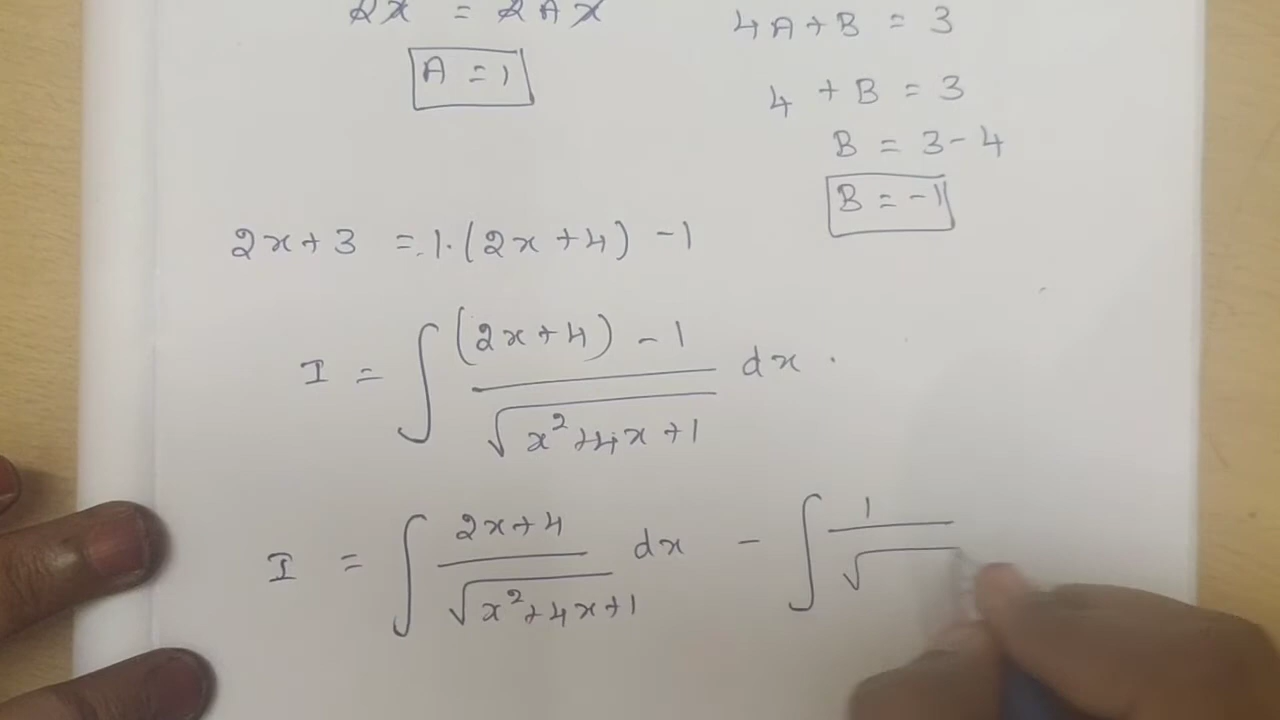 2x = 2Ax
4A+B = 3
A = 1
4 + B = 3
B = 3-4
B = -1
2x+3 = 1.(2x+4) -1
I = ∫ (2x+4) - 1 / √x²+4x+1 dx .
I = ∫ 2x+4 / √x²+4x+1 dx - ∫ 1 / √